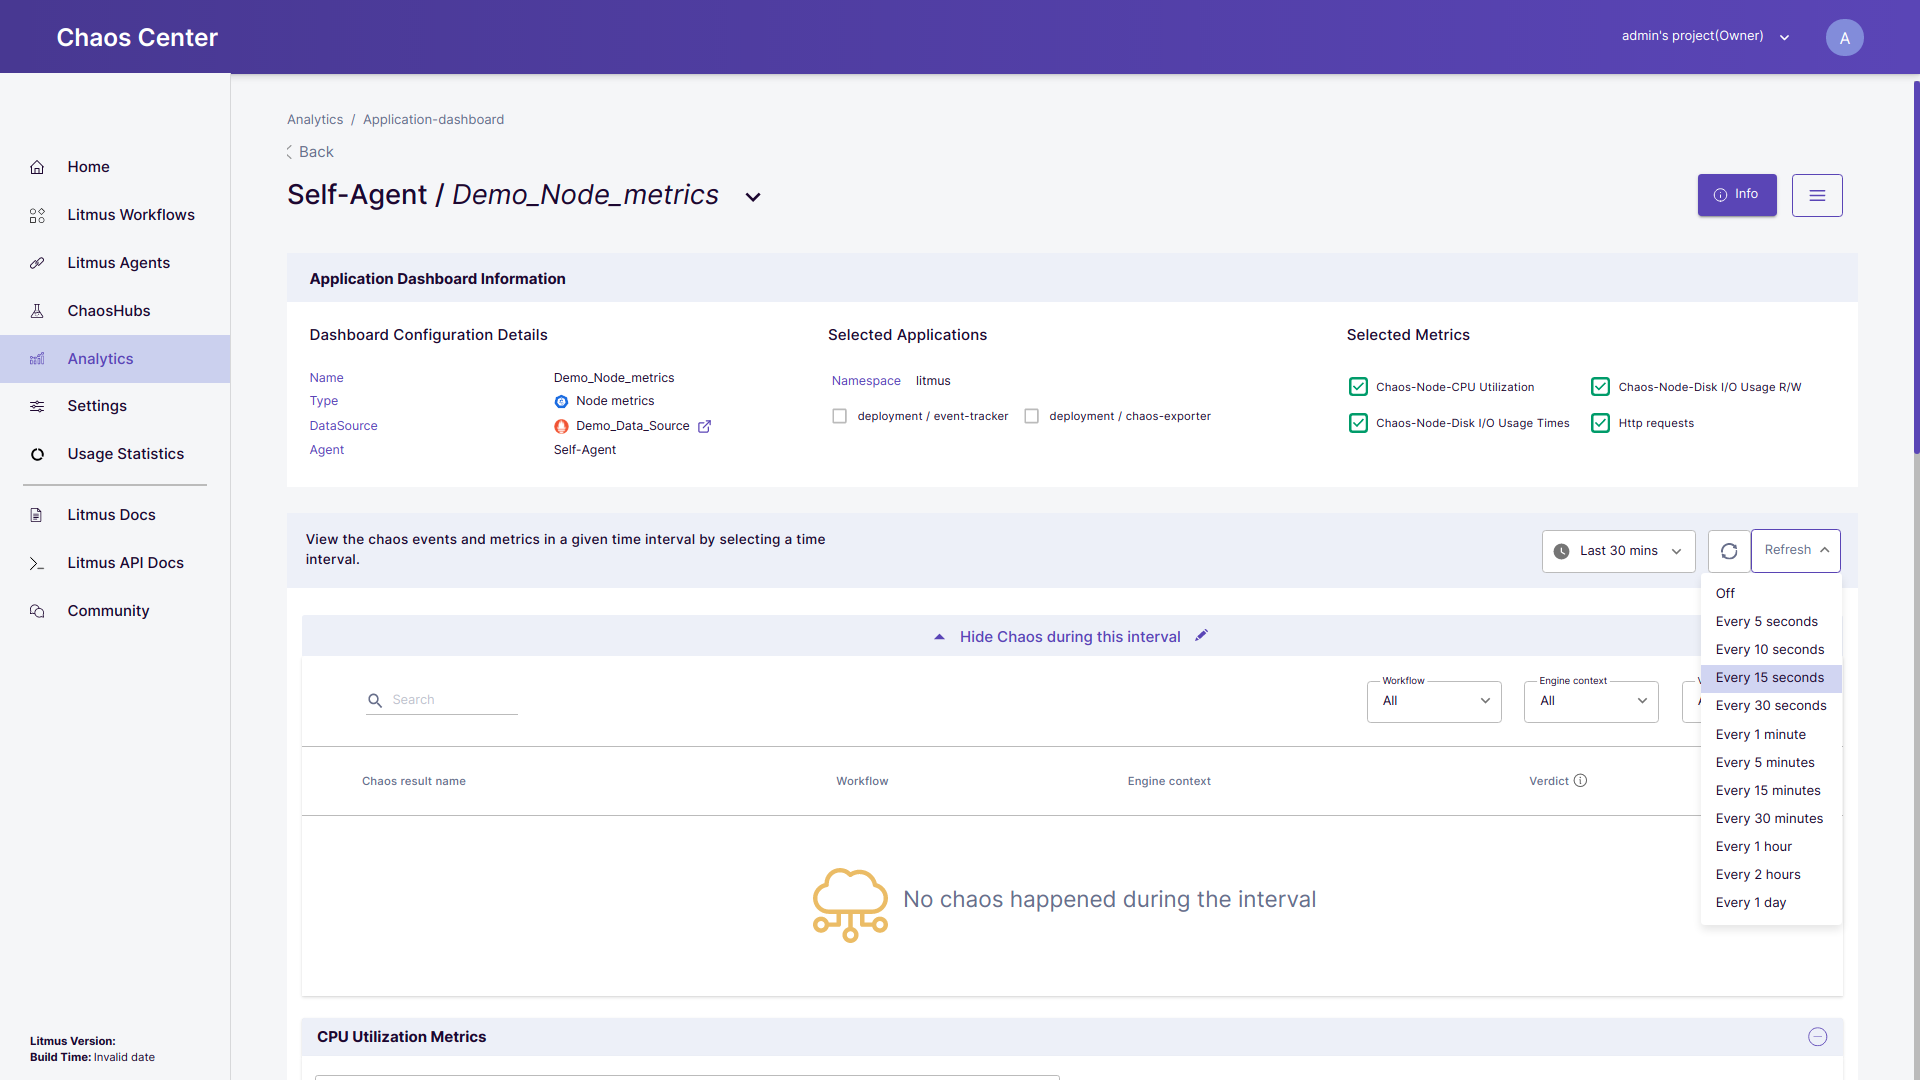 Chaos Center
admin's project(Owner)
A
Home
Litmus Workflows
Litmus Agents
ChaosHubs
Analytics
Settings
Usage Statistics
Litmus Docs
Litmus API Docs
Community
Litmus Version:
Build Time: Invalid date
Analytics / Application-dashboard
Back
Self-Agent / Demo_Node_metrics
Info
Application Dashboard Information
Dashboard Configuration Details
Name Demo_Node_metrics
Type Node metrics
DataSource Demo_Data_Source
Agent Self-Agent
Selected Applications
Namespace litmus
deployment / event-tracker deployment / chaos-exporter
Selected Metrics
Chaos-Node-CPU Utilization Chaos-Node-Disk I/O Usage R/W
Chaos-Node-Disk I/O Usage Times Http requests
View the chaos events and metrics in a given time interval by selecting a time
interval.
Last 30 mins
Refresh
Off
Every 5 seconds
Every 10 seconds
Every 15 seconds
Every 30 seconds
Every 1 minute
Every 5 minutes
Every 15 minutes
Every 30 minutes
Every 1 hour
Every 2 hours
Every 1 day
Hide Chaos during this interval
Search
Workflow
All
Engine context
All
Chaos result name Workflow Engine context Verdict
No chaos happened during the interval
CPU Utilization Metrics